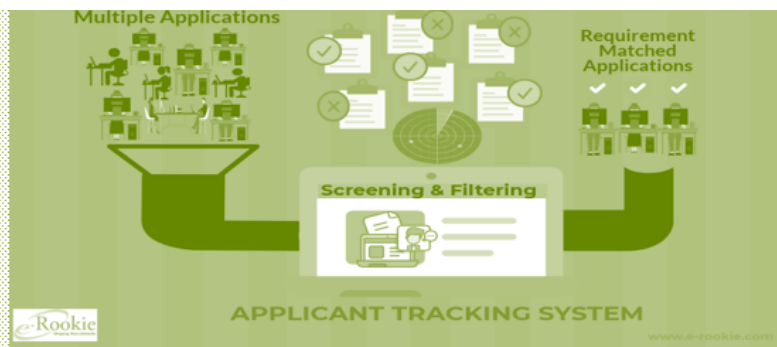 Multiple Applications
Requirement
Matched
Applications
Screening & Filtering
APPLICANT TRACKING SYSTEM
e-Rookie
www.e-rookie.com